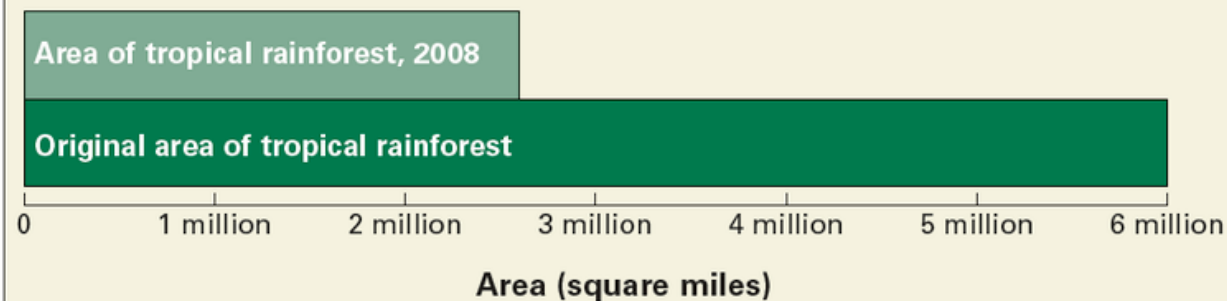 Area of tropical rainforest, 2008
Original area of tropical rainforest
0 1 million 2 million 3 million 4 million 5 million 6 million
Area (square miles)